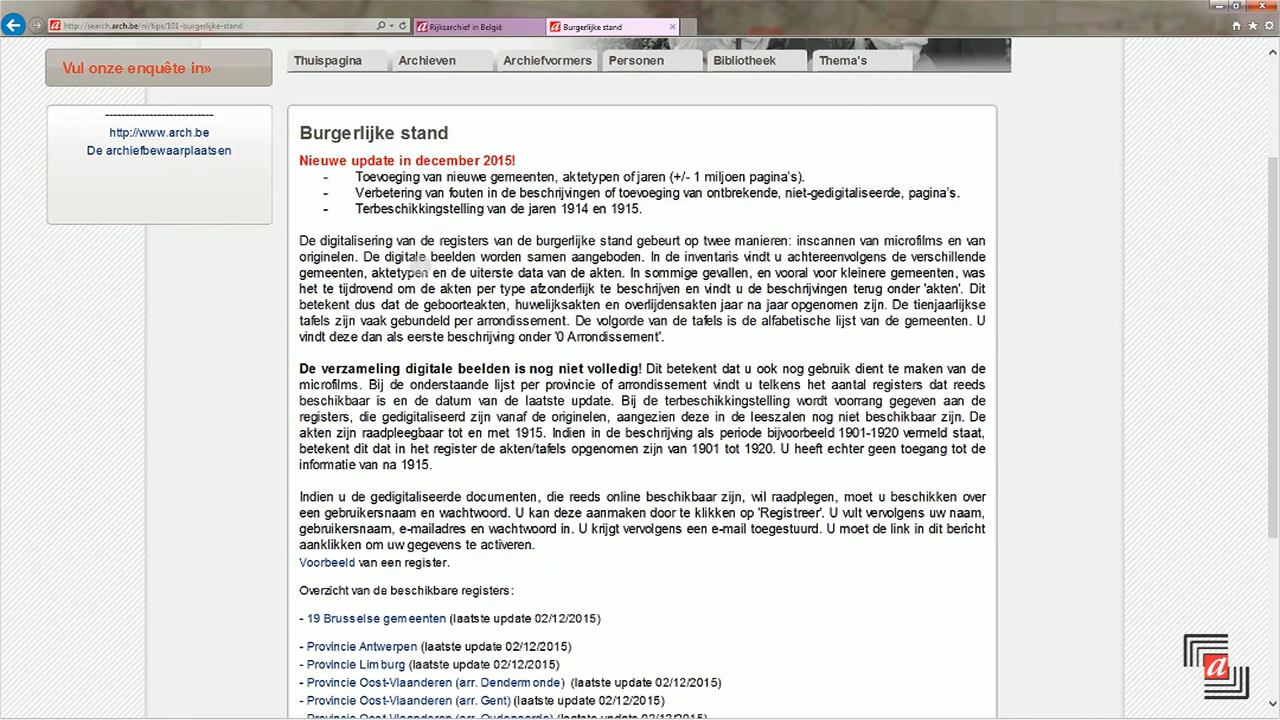 http://search.arch.be/nl/tips/101-burgerlijke-stand
Rijksarchief in België
Burgerlijke stand
Vul onze enquête in»
Thuispagina
Archieven
Archiefvormers
Personen
Bibliotheek
Thema's
---------------------------
http://www.arch.be
De archiefbewaarplaatsen
Burgerlijke stand
Nieuwe update in december 2015!
- Toevoeging van nieuwe gemeenten, aktetypen of jaren (+/- 1 miljoen pagina's).
- Verbetering van fouten in de beschrijvingen of toevoeging van ontbrekende, niet-gedigitaliseerde, pagina's.
- Terbeschikkingstelling van de jaren 1914 en 1915.
De digitalisering van de registers van de burgerlijke stand gebeurt op twee manieren: inscannen van microfilms en van
originelen. De digitale beelden worden samen aangeboden. In de inventaris vindt u achtereenvolgens de verschillende
gemeenten, aktetypen en de uiterste data van de akten. In sommige gevallen, en vooral voor kleinere gemeenten, was
het te tijdrovend om de akten per type afzonderlijk te beschrijven en vindt u de beschrijvingen terug onder 'akten'. Dit
betekent dus dat de geboorteakten, huwelijksakten en overlijdensakten jaar na jaar opgenomen zijn. De tienjaarlijkse
tafels zijn vaak gebundeld per arrondissement. De volgorde van de tafels is de alfabetische lijst van de gemeenten. U
vindt deze dan als eerste beschrijving onder '0 Arrondissement'.
De verzameling digitale beelden is nog niet volledig! Dit betekent dat u ook nog gebruik dient te maken van de
microfilms. Bij de onderstaande lijst per provincie of arrondissement vindt u telkens het aantal registers dat reeds
beschikbaar is en de datum van de laatste update. Bij de terbeschikkingstelling wordt voorrang gegeven aan de
registers, die gedigitaliseerd zijn vanaf de originelen, aangezien deze in de leeszalen nog niet beschikbaar zijn. De
akten zijn raadpleegbaar tot en met 1915. Indien in de beschrijving als periode bijvoorbeeld 1901-1920 vermeld staat,
betekent dit dat in het register de akten/tafels opgenomen zijn van 1901 tot 1920. U heeft echter geen toegang tot de
informatie van na 1915.
Indien u de gedigitaliseerde documenten, die reeds online beschikbaar zijn, wil raadplegen, moet u beschikken over
een gebruikersnaam en wachtwoord. U kan deze aanmaken door te klikken op 'Registreer'. U vult vervolgens uw naam,
gebruikersnaam, e-mailadres en wachtwoord in. U krijgt vervolgens een e-mail toegestuurd. U moet de link in dit bericht
aanklikken om uw gegevens te activeren.
Voorbeeld van een register.
Overzicht van de beschikbare registers:
- 19 Brusselse gemeenten (laatste update 02/12/2015)
- Provincie Antwerpen (laatste update 02/12/2015)
- Provincie Limburg (laatste update 02/12/2015)
- Provincie Oost-Vlaanderen (arr. Dendermonde) (laatste update 02/12/2015)
- Provincie Oost-Vlaanderen (arr. Gent) (laatste update 02/12/2015)
- Provincie Oost-Vlaanderen (arr. Oudenaarde) (laatste update 02/12/2015)
a